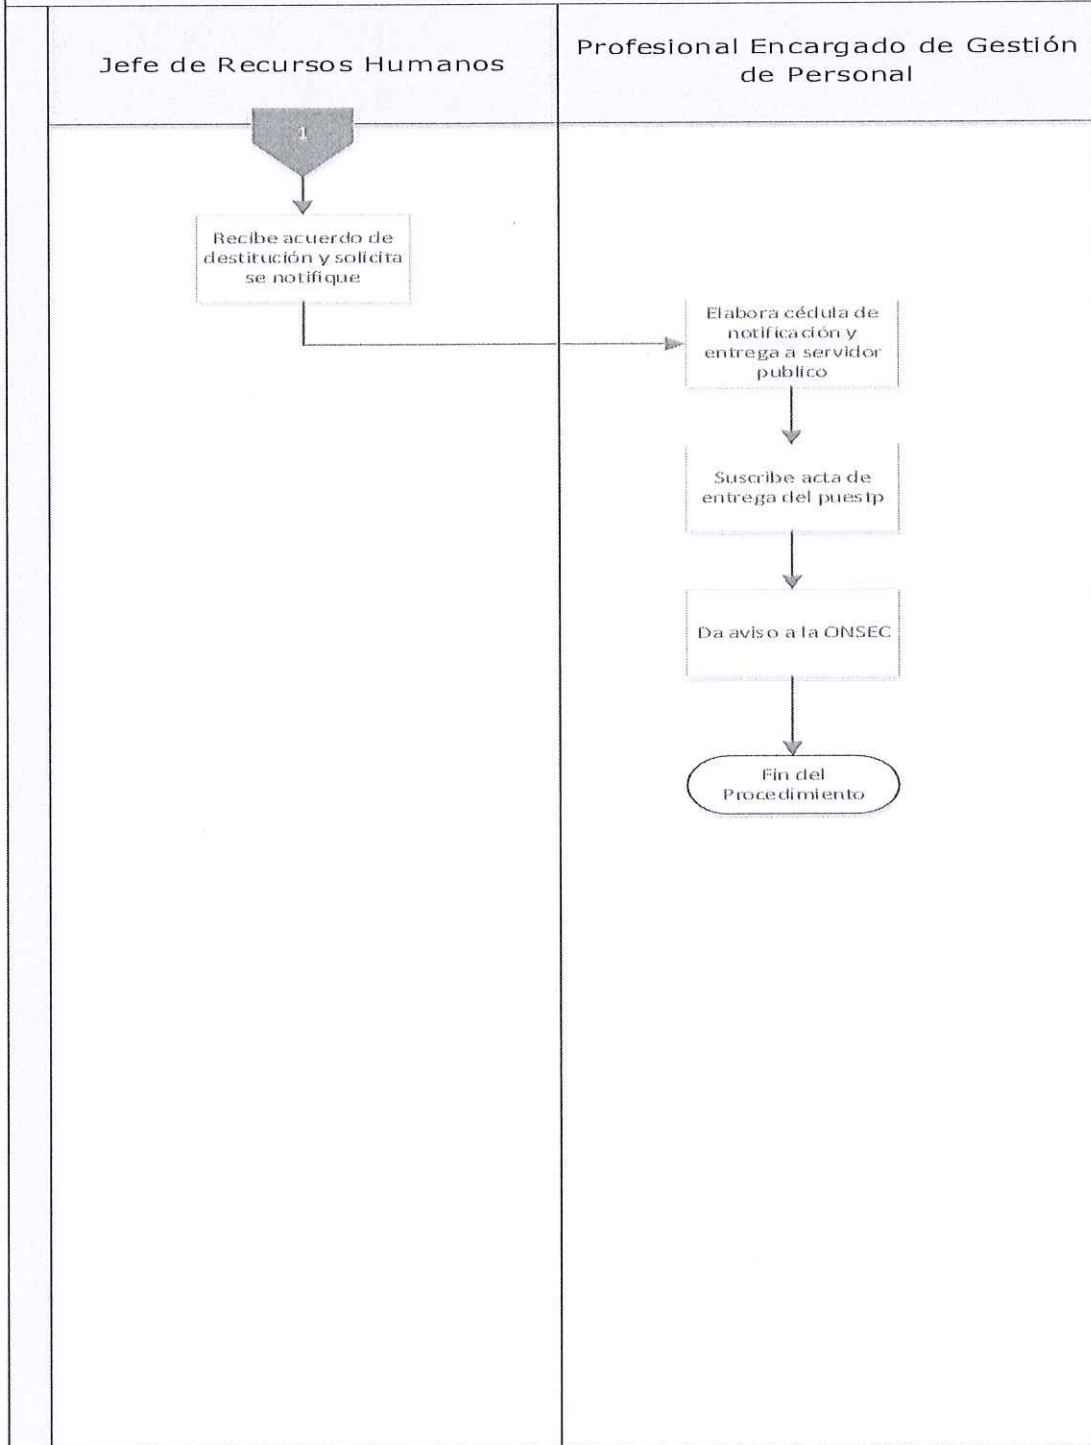 Jefe de Recursos Humanos
Profesional Encargado de Gestión
de Personal
1
Recibe acuerdo de
destitución y solicita
se notifique
Elabora cédula de
notificación y
entrega a servidor
publico
Suscribe acta de
entrega del puestp
Da aviso a la ONSEC
Fin del
Procedimiento